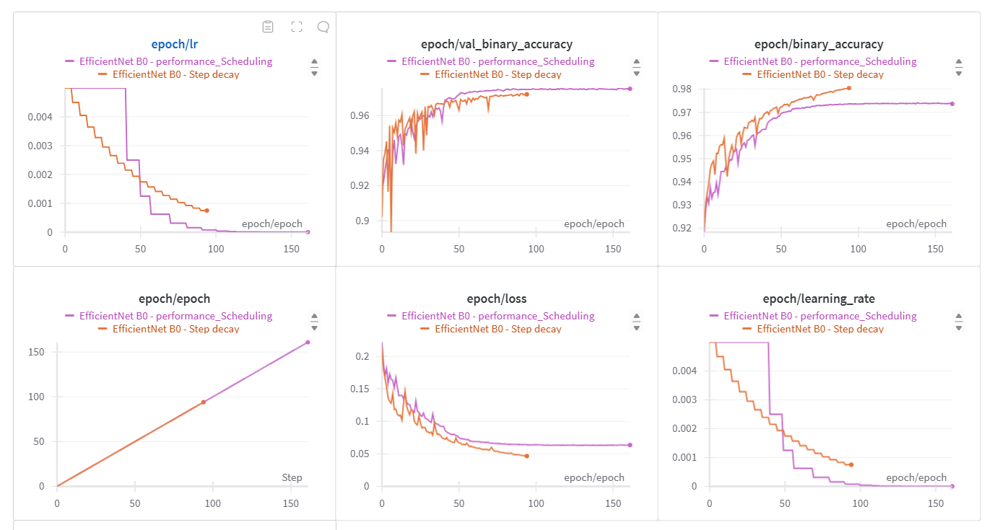 epoch/lr
EfficientNet B0 - performance_Scheduling
EfficientNet B0 - Step decay
0.004
0.003
0.002
0.001
0
epoch/epoch
0
50
100
150
epoch/val_binary_accuracy
EfficientNet B0 - performance_Scheduling
EfficientNet B0 - Step decay
0.96
0.94
0.92
0.9
epoch/epoch
0
50
100
150
epoch/binary_accuracy
EfficientNet B0 - performance_Scheduling
EfficientNet B0 - Step decay
0.98
0.97
0.96
0.95
0.94
0.93
0.92
epoch/epoch
0
50
100
150
epoch/epoch
EfficientNet B0 - performance_Scheduling
EfficientNet B0 - Step decay
150
100
50
0
Step
0
50
100
150
epoch/loss
EfficientNet B0 - performance_Scheduling
EfficientNet B0 - Step decay
0.2
0.15
0.1
0.05
0
epoch/epoch
0
50
100
150
epoch/learning_rate
EfficientNet B0 - performance_Scheduling
EfficientNet B0 - Step decay
0.004
0.003
0.002
0.001
0
epoch/epoch
0
50
100
150